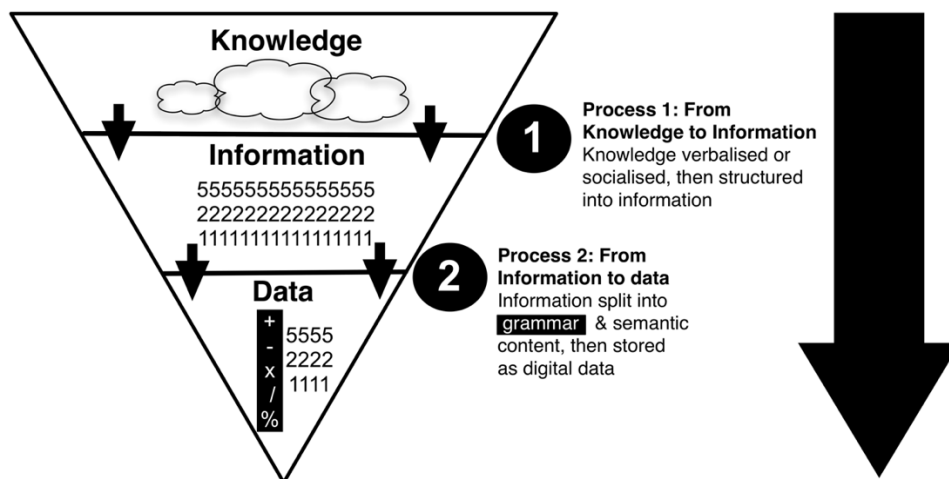 Knowledge
Information
5555555555555555
2222222222222222
1111111111111111
Data
+
-
x
/
%
5555
2222
1111
1
Process 1: From
Knowledge to Information
Knowledge verbalised or
socialised, then structured
into information
2
Process 2: From
Information to data
Information split into
grammar & semantic
content, then stored
as digital data